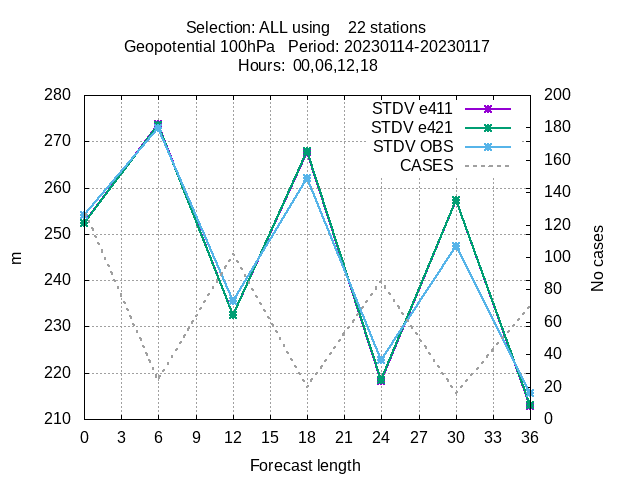 Selection: ALL using    22 stations
Geopotential 100hPa   Period: 20230114-20230117
Hours:  00,06,12,18
280
270
260
250
240
230
220
210
200
180
160
140
120
100
80
60
40
20
0
STDV e411
STDV e421
STDV OBS
CASES
m
No cases
0 3 6 9 12 15 18 21 24 27 30 33 36
Forecast length